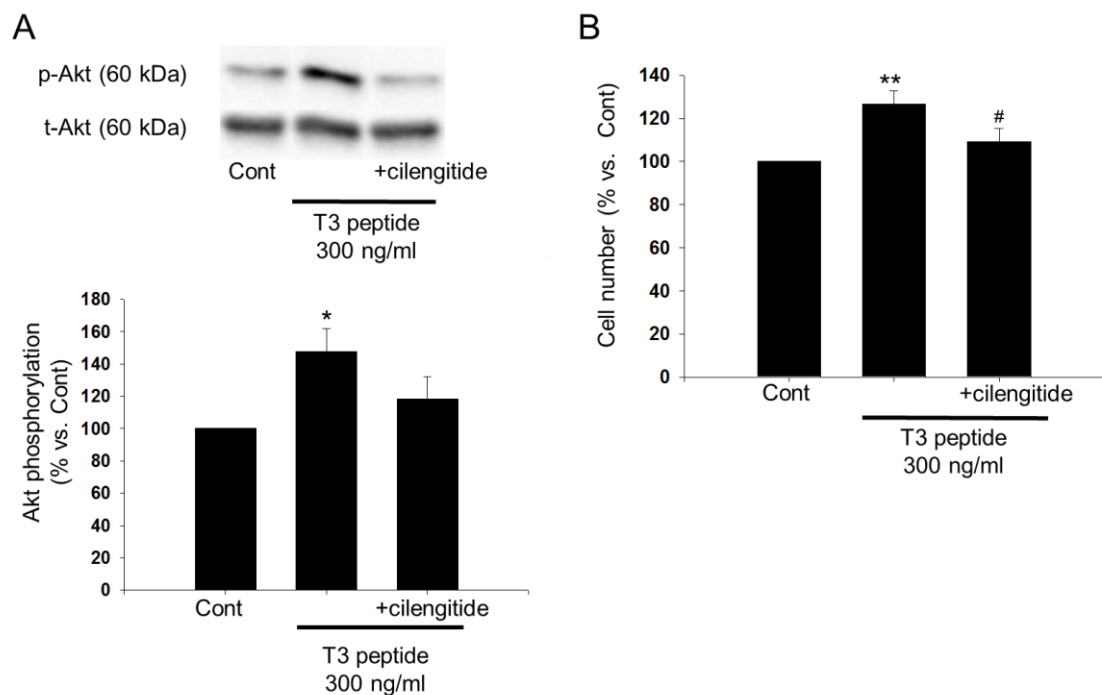 A
p-Akt (60 kDa)
t-Akt (60 kDa)
Cont
+cilengitide
T3 peptide
300 ng/ml
Akt phosphorylation
(% vs. Cont)
180
160
140
120
100
80
60
40
20
0
*
Cont
+cilengitide
T3 peptide
300 ng/ml
B
Cell number (% vs. Cont)
140
120
100
80
60
40
20
0
**
#
Cont
+cilengitide
T3 peptide
300 ng/ml